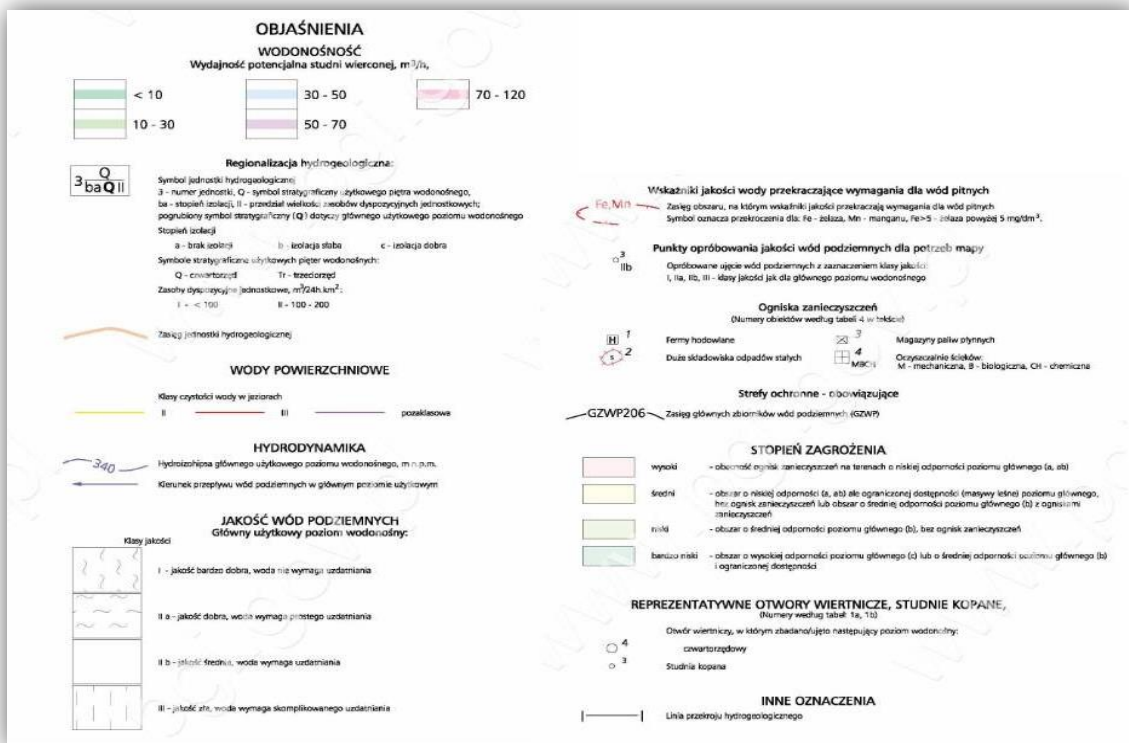 OBJAŚNIENIA
WODONOŚNOŚĆ
Wydajność potencjalna studni wierconej, m³/h,
< 10
30 - 50
70 - 120
10 - 30
50 - 70
Regionalizacja hydrogeologiczna:
3 Q
baQ II
Symbol jednostki hydrogeologicznej
3 - numer jednostki, Q - symbol stratygraficzny użytkowego piętra wodonośnego,
ba - stopień izolacji, II - przedział wielkości zasobów dyspozycyjnych jednostkowych;
pogrubiony symbol stratygraficzny (Q) dotyczy głównego użytkowego poziomu wodonośnego
Stopień izolacji
a - brak izolacji b - izolacja słaba c - izolacja dobra
Symbole stratygraficzne użytkowych pięter wodonośnych:
Q - czwartorzęd Tr - trzeciorzęd
Zasoby dyspozycyjne jednostkowe, m³/24h.km²:
I - < 100 II - 100 - 200
Zasięg jednostki hydrogeologicznej
WODY POWIERZCHNIOWE
Klasy czystości wody w jeziorach
II III pozaklasowa
HYDRODYNAMIKA
340 Hydroizohipsa głównego użytkowego poziomu wodonośnego, m n.p.m.
Kierunek przepływu wód podziemnych w głównym poziomie użytkowym
JAKOŚĆ WÓD PODZIEMNYCH
Główny użytkowy poziom wodonośny:
Klasy jakości
I - jakość bardzo dobra, woda nie wymaga uzdatniania
II a - jakość dobra, woda wymaga prostego uzdatniania
II b - jakość średnia, woda wymaga uzdatniania
III - jakość zła, woda wymaga skomplikowanego uzdatniania
Wskaźniki jakości wody przekraczające wymagania dla wód pitnych
Fe,Mn Zasięg obszaru, na którym wskaźniki jakości przekraczają wymagania dla wód pitnych
Symbol oznacza przekroczenia dla: Fe - żelaza, Mn - manganu, Fe>5 - żelaza powyżej 5 mg/dm³.
Punkty opróbowania jakości wód podziemnych dla potrzeb mapy
3
IIb
Opróbowane ujęcie wód podziemnych z zaznaczeniem klasy jakości:
I, IIa, IIb, III - klasy jakości jak dla głównego poziomu wodonośnego
Ogniska zanieczyszczeń
(Numery obiektów według tabeli 4 w tekście)
H 1 Fermy hodowlane 3 Magazyny paliw płynnych
s 2 Duże składowiska odpadów stałych 4 MBCH Oczyszczalnie ścieków:
M - mechaniczna, B - biologiczna, CH - chemiczna
Strefy ochronne - obowiązujące
GZWP206 Zasięg głównych zbiorników wód podziemnych (GZWP)
STOPIEŃ ZAGROŻENIA
wysoki - obecność ognisk zanieczyszczeń na terenach o niskiej odporności poziomu głównego (a, ab)
średni - obszar o niskiej odporności (a, ab) ale ograniczonej dostępności (masywy leśne) poziomu głównego,
bez ognisk zanieczyszczeń lub obszar o średniej odporności poziomu głównego (b) z ogniskami
zanieczyszczeń
niski - obszar o średniej odporności poziomu głównego (b), bez ognisk zanieczyszczeń
bardzo niski - obszar o wysokiej odporności poziomu głównego (c) lub o średniej odporności poziomu głównego (b)
i ograniczonej dostępności
REPREZENTATYWNE OTWORY WIERTNICZE, STUDNIE KOPANE,
(Numery według tabel: 1a, 1b)
Otwór wiertniczy, w którym zbadano/ujęto następujący poziom wodonośny:
4 czwartorzędowy
3 Studnia kopana
INNE OZNACZENIA
Linia przekroju hydrogeologicznego